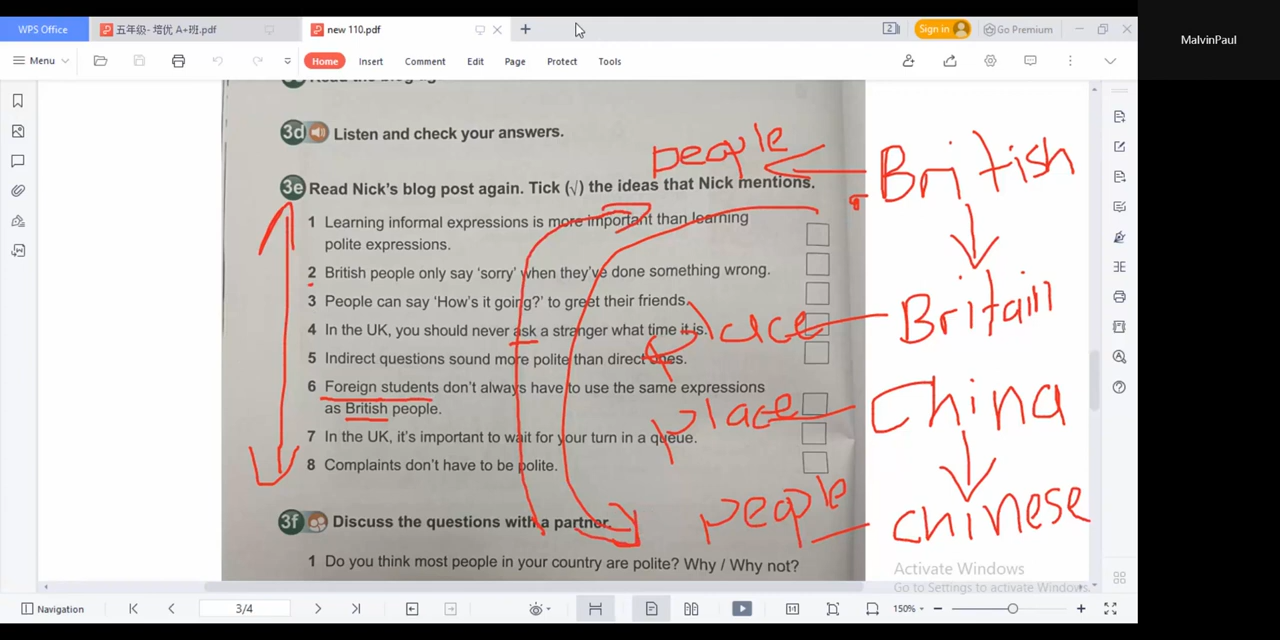 WPS Office
五年级- 培优 A+班.pdf
new 110.pdf
Sign in
Go Premium
MalvinPaul
Menu
Home
Insert
Comment
Edit
Page
Protect
Tools
3d Listen and check your answers.
people
British
3e Read Nick's blog post again. Tick (√) the ideas that Nick mentions.
1 Learning informal expressions is more important than learning
polite expressions.
2 British people only say 'sorry' when they've done something wrong.
3 People can say 'How's it going?' to greet their friends.
Britain
4 In the UK, you should never ask a stranger what time it is.
place
5 Indirect questions sound more polite than direct ones.
6 Foreign students don't always have to use the same expressions
as British people.
place
China
7 In the UK, it's important to wait for your turn in a queue.
8 Complaints don't have to be polite.
people
chinese
3f Discuss the questions with a partner.
1 Do you think most people in your country are polite? Why / Why not?
Activate Windows
Go to Settings to activate Windows.
Navigation
3/4
150%